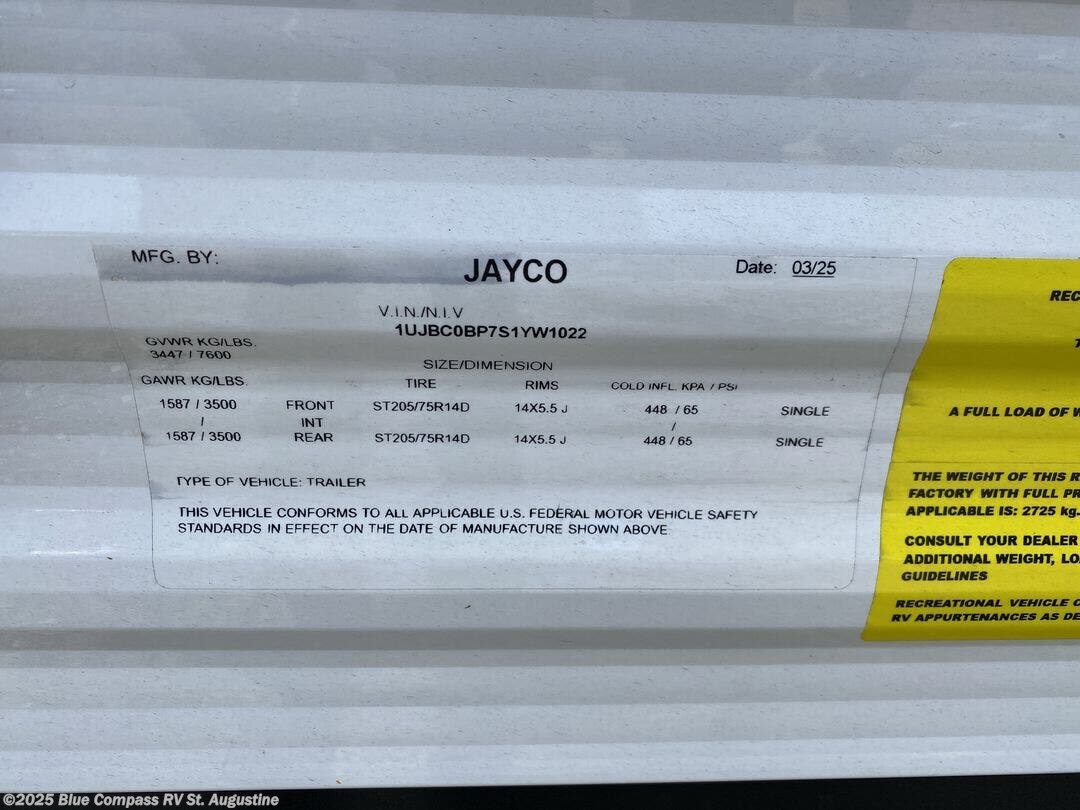 MFG. BY:
JAYCO
Date: 03/25
V.I.N./N.I.V
1UJBC0BP7S1YW1022
GVWR KG/LBS.
3447 / 7600
SIZE/DIMENSION
GAWR KG/LBS. TIRE RIMS COLD INFL. KPA / PSI
1587 / 3500 FRONT ST205/75R14D 14X5.5 J 448 / 65 SINGLE
/ INT /
1587 / 3500 REAR ST205/75R14D 14X5.5 J 448 / 65 SINGLE
TYPE OF VEHICLE: TRAILER
THIS VEHICLE CONFORMS TO ALL APPLICABLE U.S. FEDERAL MOTOR VEHICLE SAFETY
STANDARDS IN EFFECT ON THE DATE OF MANUFACTURE SHOWN ABOVE.
A FULL LOAD OF
THE WEIGHT OF THIS
FACTORY WITH FULL
APPLICABLE IS: 2725 kg.
CONSULT YOUR DEALER
ADDITIONAL WEIGHT,
GUIDELINES
RECREATIONAL VEHICLE
RV APPURTENANCES AS
©2025 Blue Compass RV St. Augustine